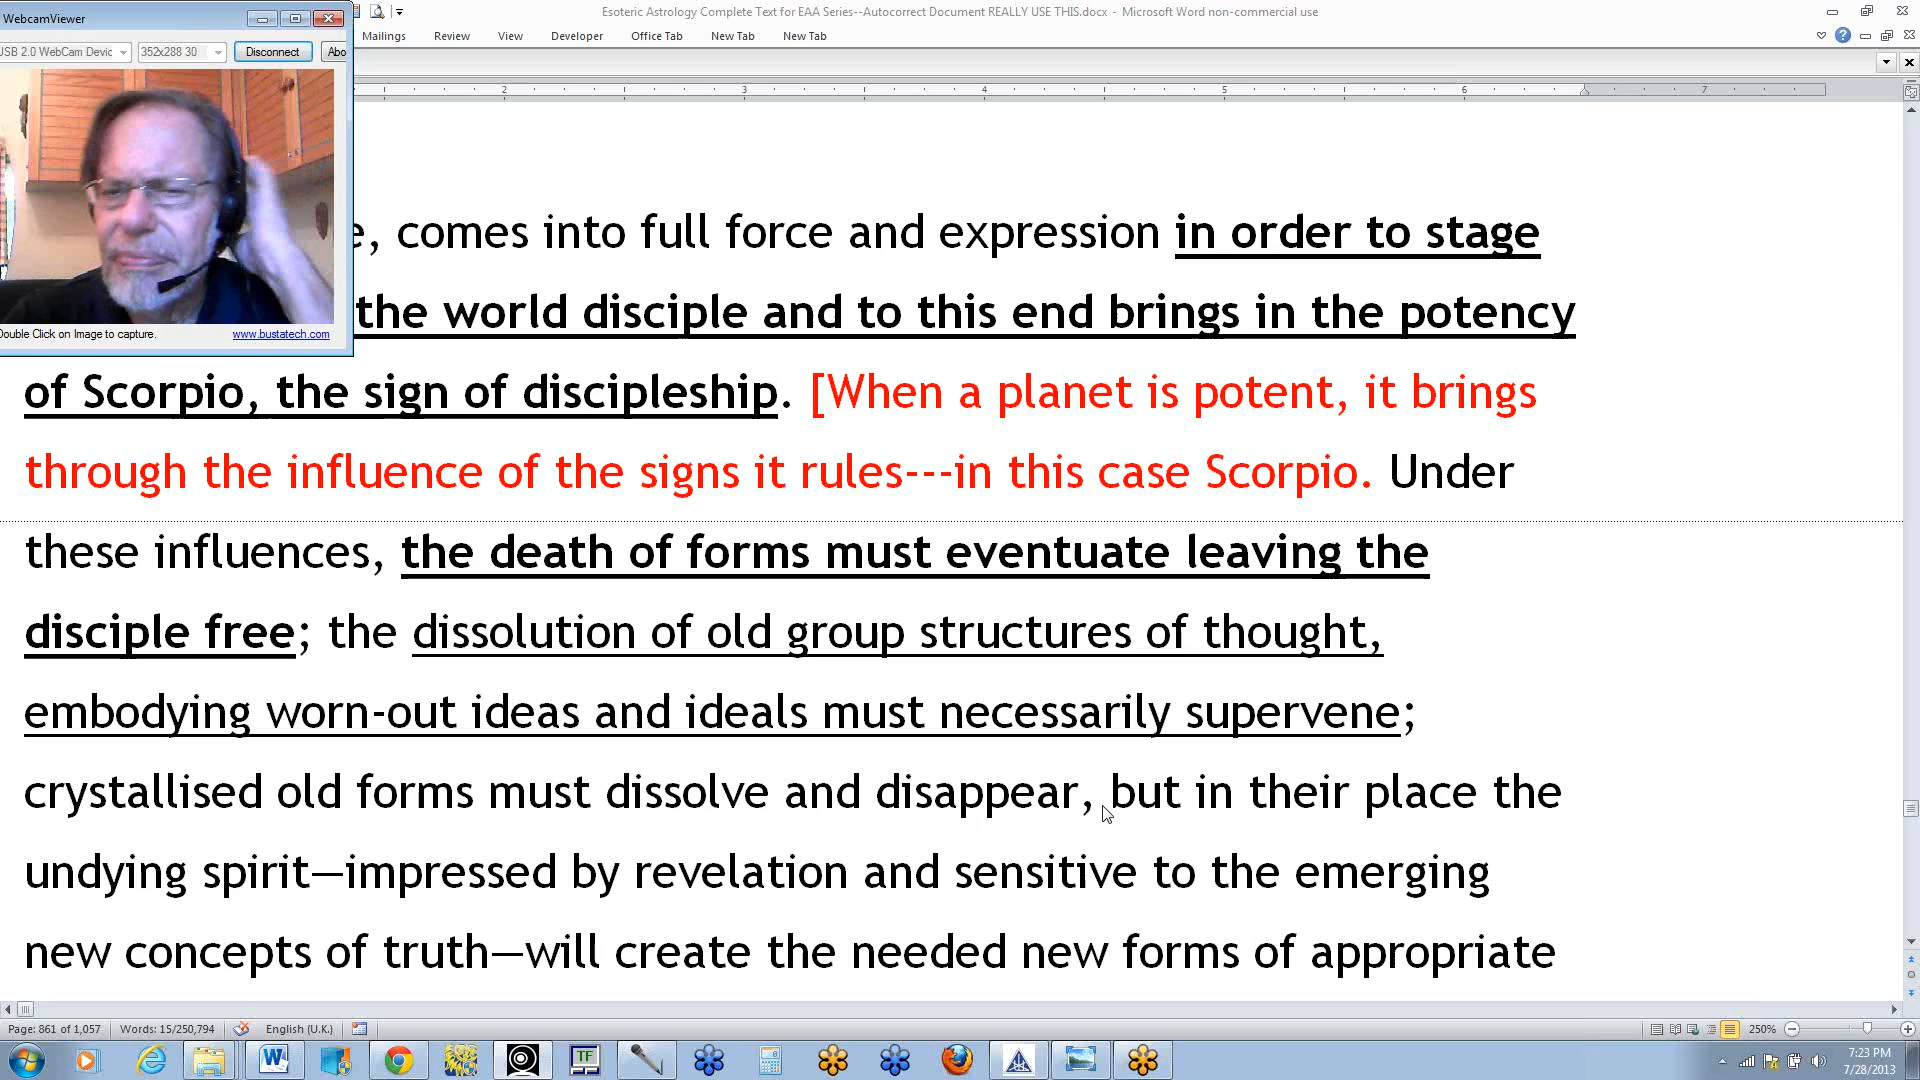 WebcamViewer
Esoteric Astrology Complete Text for EAA Series--Autocorrect Document REALLY USE THIS.docx - Microsoft Word non-commercial use
USB 2.0 WebCam Devic 352x288 30 Disconnect Abo
Mailings Review View Developer Office Tab New Tab New Tab
2 3 4 5 6 7
e, comes into full force and expression in order to stage
the world disciple and to this end brings in the potency
Double Click on Image to capture. www.bustatech.com
of Scorpio, the sign of discipleship. [When a planet is potent, it brings
through the influence of the signs it rules---in this case Scorpio. Under
these influences, the death of forms must eventuate leaving the
disciple free; the dissolution of old group structures of thought,
embodying worn-out ideas and ideals must necessarily supervene;
crystallised old forms must dissolve and disappear, but in their place the
undying spirit—impressed by revelation and sensitive to the emerging
new concepts of truth—will create the needed new forms of appropriate
Page: 861 of 1,057 Words: 15/250,794 English (U.K.) 250%
TF
7:23 PM
7/28/2013